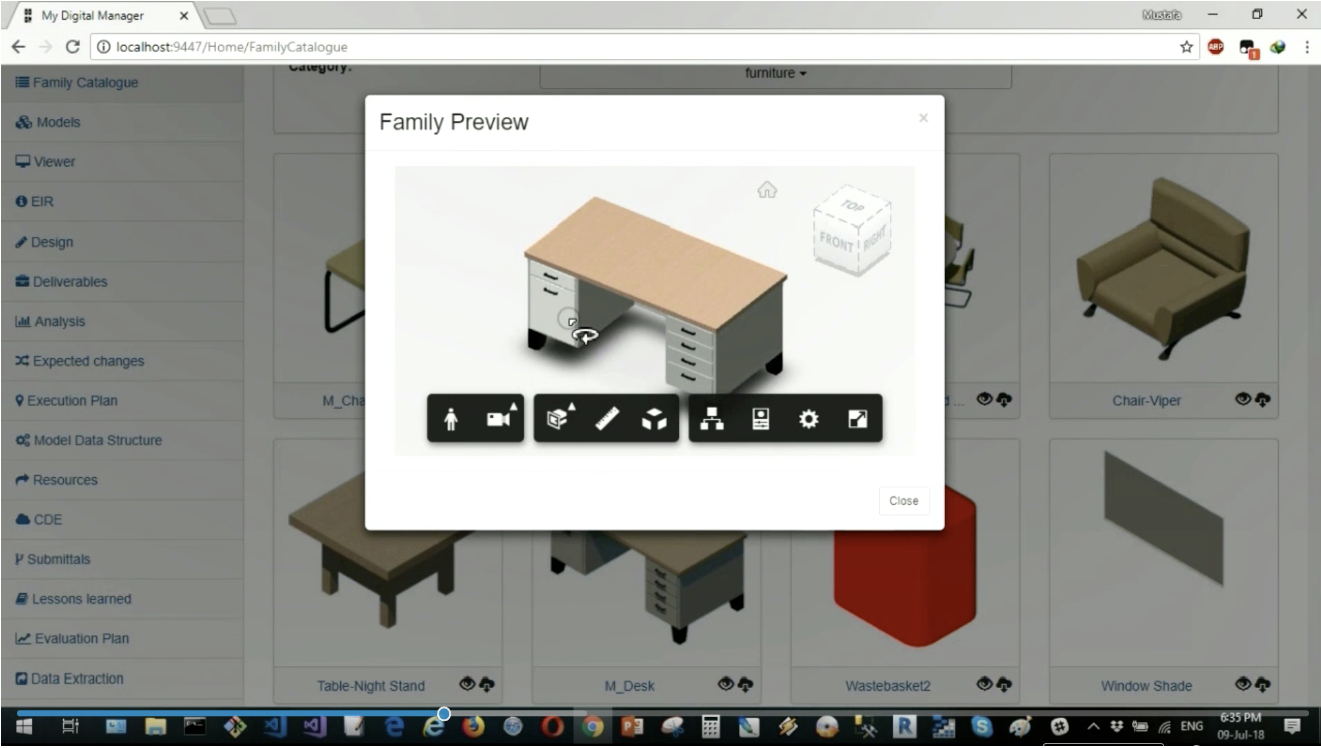 My Digital Manager
Mustafa
localhost:9447/Home/FamilyCatalogue
ABP
1
Family Catalogue
Models
Viewer
EIR
Design
Deliverables
Analysis
Expected changes
Execution Plan
Model Data Structure
Resources
CDE
Submittals
Lessons learned
Evaluation Plan
Data Extraction
Category:
furniture
Family Preview
×
TOP
FRONT
RIGHT
Close
M_Cha
...
Chair-Viper
Table-Night Stand
M_Desk
Wastebasket2
Window Shade
ENG
6:35 PM
09-Jul-18